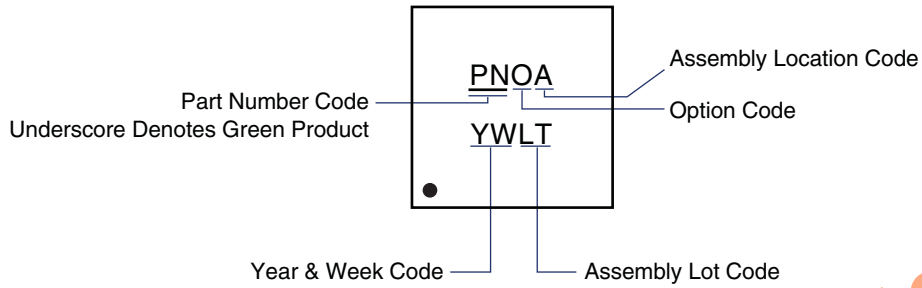 PNOA
Assembly Location Code
Part Number Code
Underscore Denotes Green Product
Option Code
YWLT
Year & Week Code
Assembly Lot Code